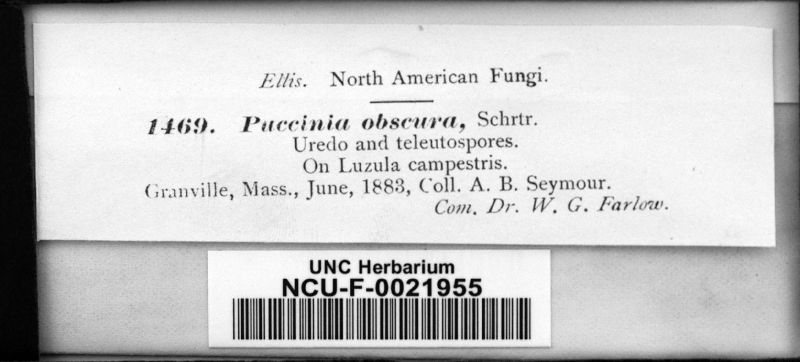 Ellis. North American Fungi.
1469. Puccinia obscura, Schrtr.
Uredo and teleutospores.
On Luzula campestris.
Granville, Mass., June, 1883, Coll. A. B. Seymour.
Com. Dr. W. G. Farlow.
UNC Herbarium
NCU-F-0021955